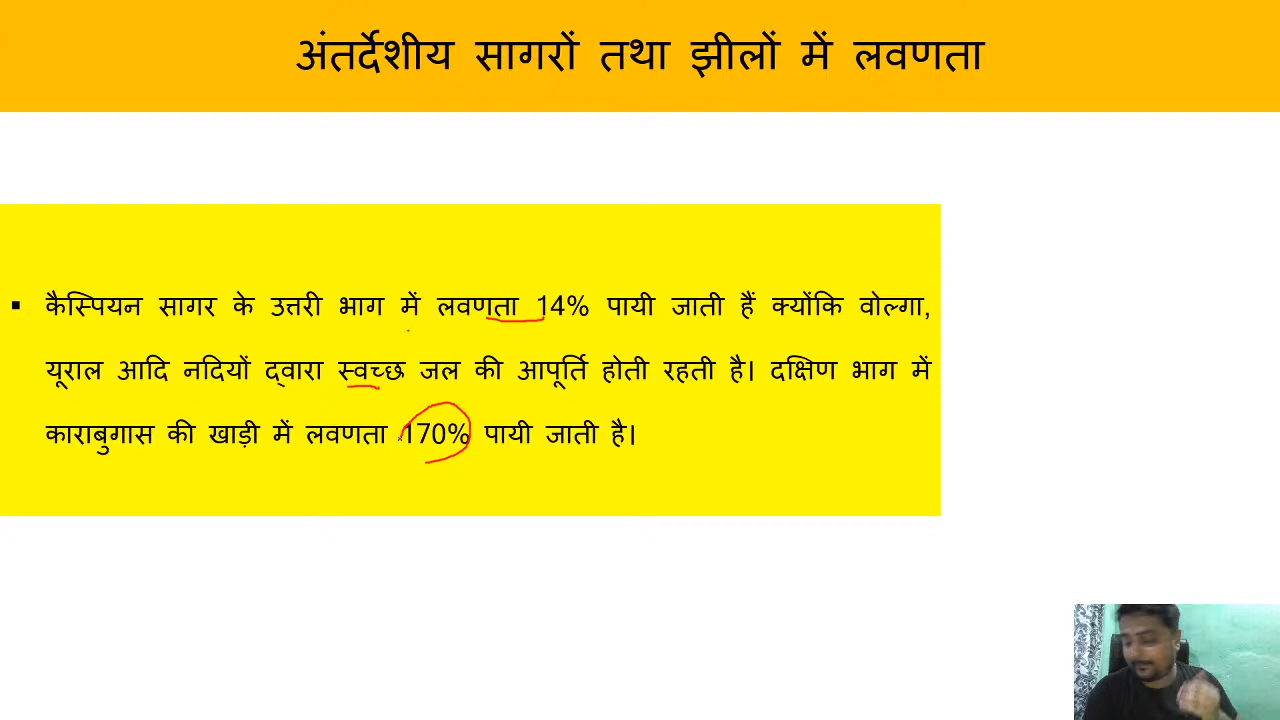 अंतर्देशीय सागरों तथा झीलों में लवणता
▪ कैस्पियन सागर के उत्तरी भाग में लवणता 14% पायी जाती हैं क्योंकि वोल्गा,
यूराल आदि नदियों द्वारा स्वच्छ जल की आपूर्ति होती रहती है। दक्षिण भाग में
काराबुगास की खाड़ी में लवणता 170% पायी जाती है।